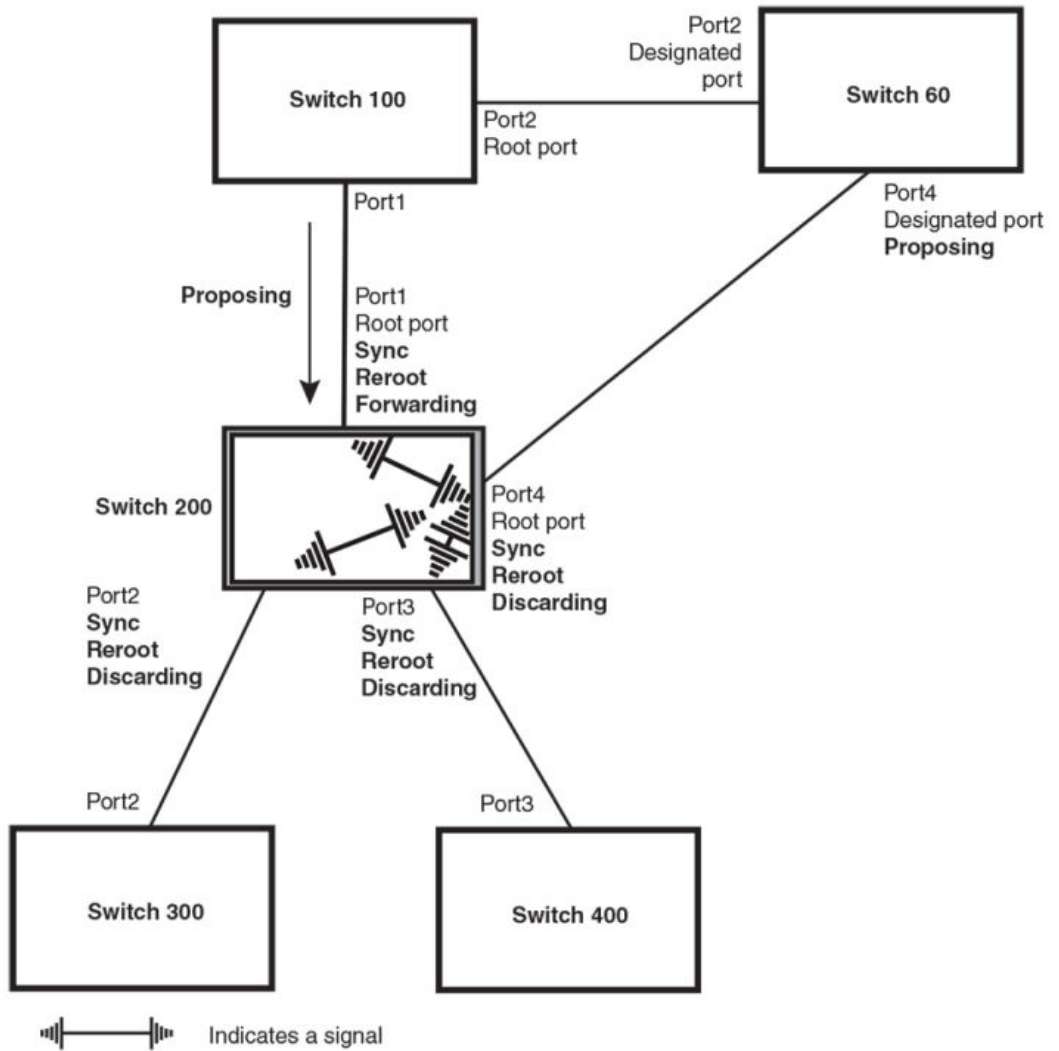 Port2
Designated
port
Switch 100
Switch 60
Port2
Root port
Port1
Port4
Designated port
Proposing
Proposing
Port1
Root port
Sync
Reroot
Forwarding
Switch 200
Port4
Root port
Sync
Reroot
Discarding
Port2
Sync
Reroot
Discarding
Port3
Sync
Reroot
Discarding
Port2
Port3
Switch 300
Switch 400
Indicates a signal